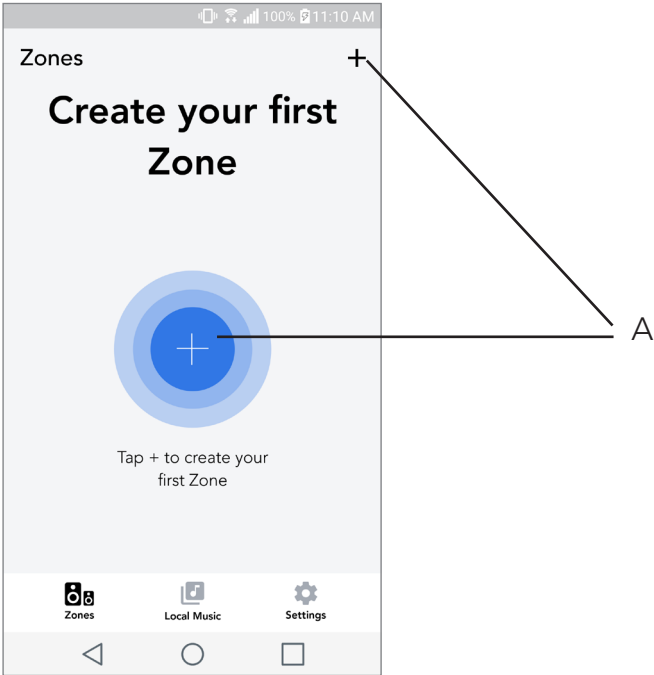 100% 11:10 AM
Zones +
Create your first
Zone
A
+
Tap + to create your
first Zone
Zones Local Music Settings